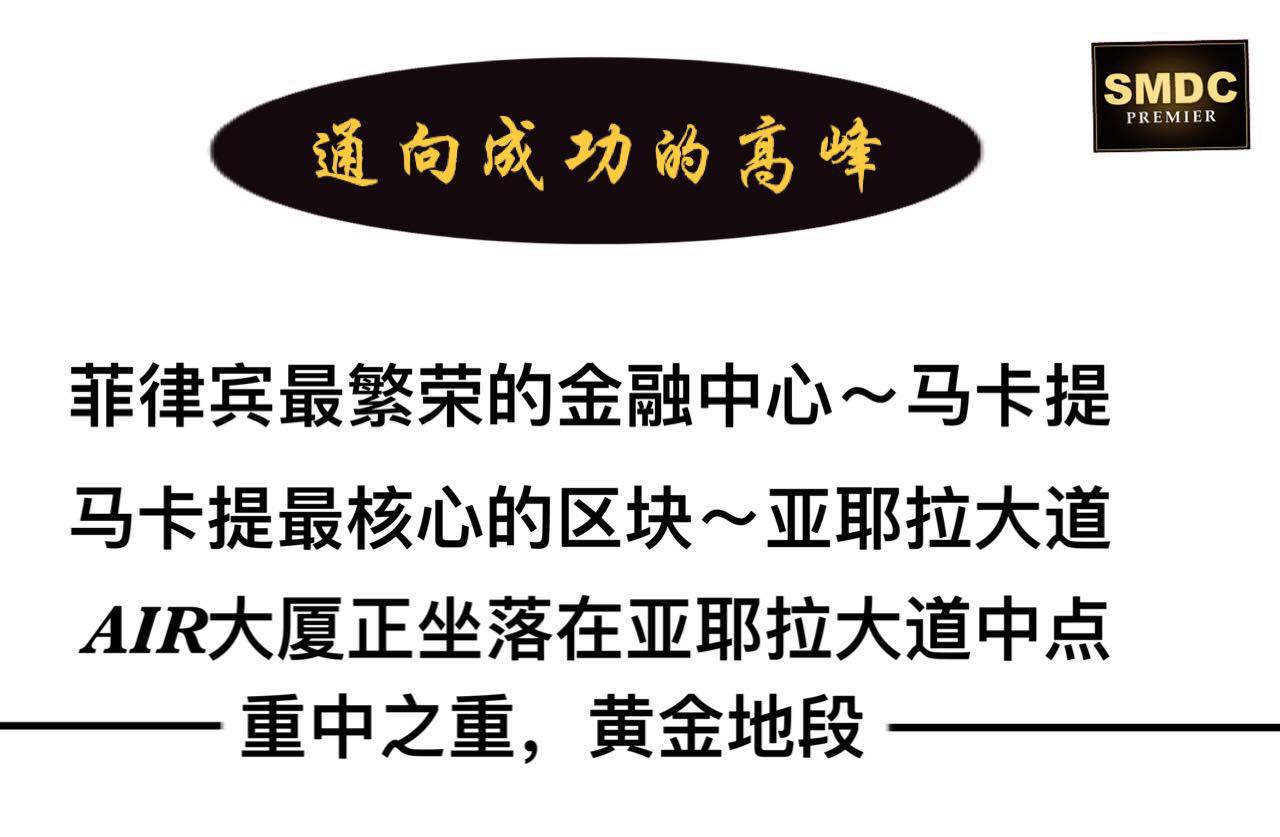 SMDC
PREMIER
通向成功的高峰
菲律宾最繁荣的金融中心～马卡提
马卡提最核心的区块～亚耶拉大道
AIR大厦正坐落在亚耶拉大道中点
重中之重，黄金地段